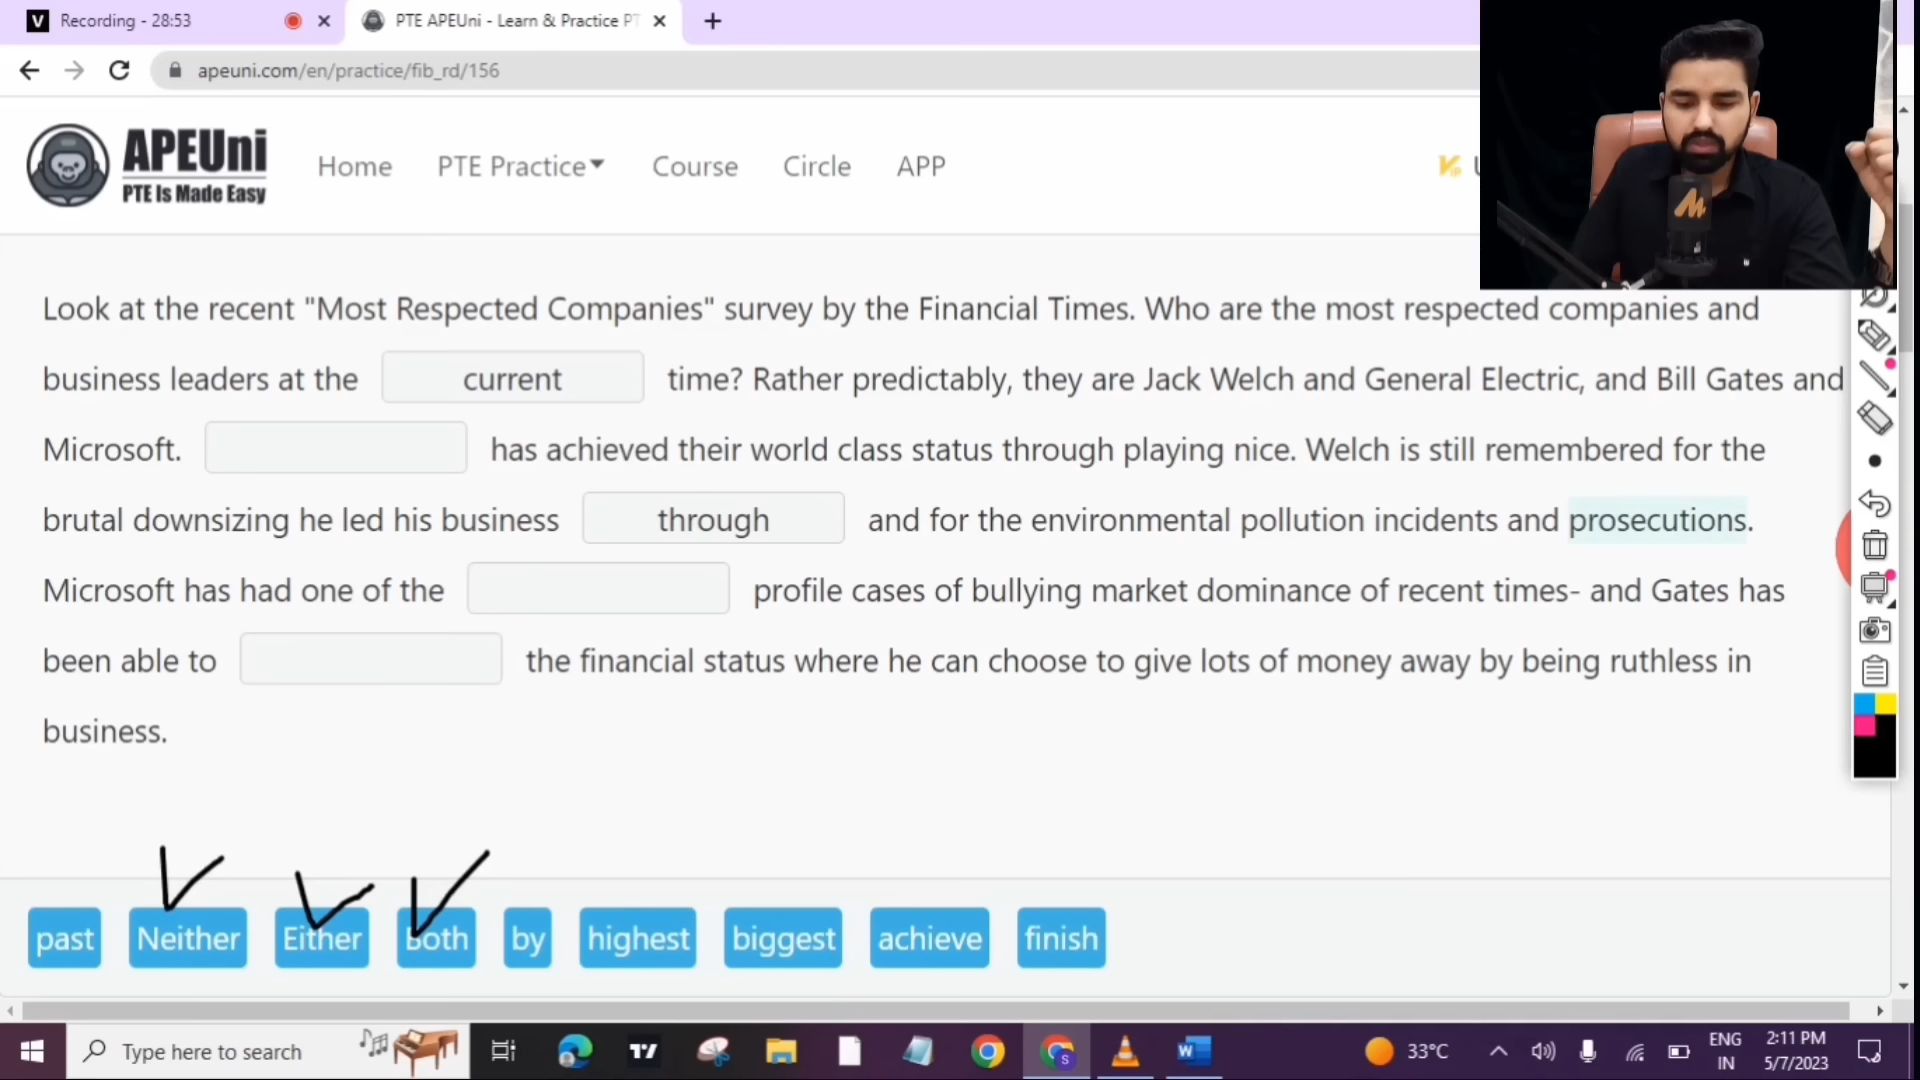 Recording - 28:53
PTE APEUni - Learn & Practice PT
apeuni.com/en/practice/fib_rd/156
APEUni
PTE Is Made Easy
Home PTE Practice Course Circle APP
Look at the recent "Most Respected Companies" survey by the Financial Times. Who are the most respected companies and
business leaders at the current time? Rather predictably, they are Jack Welch and General Electric, and Bill Gates and
Microsoft. has achieved their world class status through playing nice. Welch is still remembered for the
brutal downsizing he led his business through and for the environmental pollution incidents and prosecutions.
Microsoft has had one of the profile cases of bullying market dominance of recent times- and Gates has
been able to the financial status where he can choose to give lots of money away by being ruthless in
business.
past Neither Either Both by highest biggest achieve finish
Type here to search
33°C
ENG
IN
2:11 PM
5/7/2023